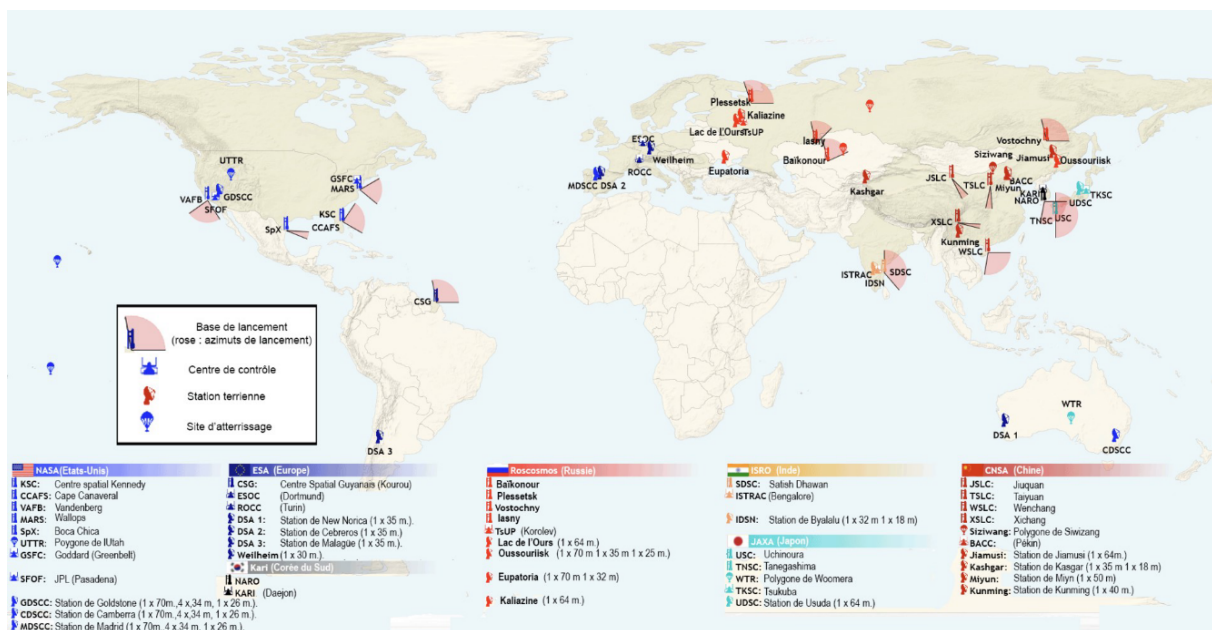 Plessetsk
Kaliazine
Lac de l'Ours
TsUP
Iasny
Baïkonour
Vostochny
Siziwang
Jiamusi
Oussouriisk
ESOC
Weilheim
ROCC
MDSCC
DSA 2
Eupatoria
Kashgar
JSLC
TSLC
BACC
Miyun
KARI
NARO
UDSC
TKSC
TNSC
USC
XSLC
Kunming
WSLC
UTTR
GSFC
MARS
VAFB
GDSCC
SFOF
KSC
CCAFS
SpX
ISTRAC
IDSN
SDSC
CSG
DSA 3
WTR
DSA 1
CDSCC
Base de lancement
(rose : azimuts de lancement)
Centre de contrôle
Station terrienne
Site d'atterrissage
NASA(Etats-Unis)
KSC: Centre spatial Kennedy
CCAFS: Cape Canaveral
VAFB: Vandenberg
MARS: Wallops
SpX: Boca Chica
UTTR: Poygone de lUtah
GSFC: Goddard (Greenbelt)
SFOF: JPL (Pasadena)
GDSCC: Station de Goldstone (1 x 70m.,4 x,34 m, 1 x 26 m.).
CDSCC: Station de Camberra (1 x 70m.,4 x,34 m, 1 x 26 m.).
MDSCC: Station de Madrid (1 x 70m.,4 x 34 m, 1 x 26 m.)
ESA (Europe)
CSG: Centre Spatial Guyanais (Kourou)
ESOC (Dortmund)
ROCC (Turin)
DSA 1: Station de New Norica (1 x 35 m.).
DSA 2: Station de Cebreros (1 x 35 m.).
DSA 3: Station de Malagüe (1 x 35 m.).
Weilheim (1 x 30 m.).
Kari (Corée du Sud)
NARO
KARI (Daejon)
Roscosmos (Russie)
Baïkonour
Plessetsk
Vostochny
Iasny
TsUP (Korolev)
Lac l'Ours (1 x 64 m.)
Oussouriisk (1 x 70 m 1 x 35 m 1 x 25 m.)
Eupatoria (1 x 70 m 1 x 32 m)
Kaliazine (1 x 64 m.)
ISRO (Inde)
SDSC: Satish Dhawan
ISTRAC (Bengalore)
IDSN: Station de Byalalu (1 x 32 m 1 x 18 m)
JAXA (Japon)
USC: Uchinoura
TNSC: Tanegashima
WTR: Polygone de Woomera
TKSC: Tsukuba
UDSC: Station de Usuda (1 x 64 m.)
CNSA (Chine)
JSLC: Jiuquan
TSLC: Taiyuan
WSLC: Wenchang
XSLC: Xichang
Siziwang: Polygone de Siwizang
BACC: (Pékin)
Jiamusi: Station de Jiamusi (1 x 64m.)
Kashgar: Station de Kasgar (1 x 35 m 1 x 18 m)
Miyun: Station de Miyn (1 x 50 m)
Kunming: Station de Kunming (1 x 40 m.)